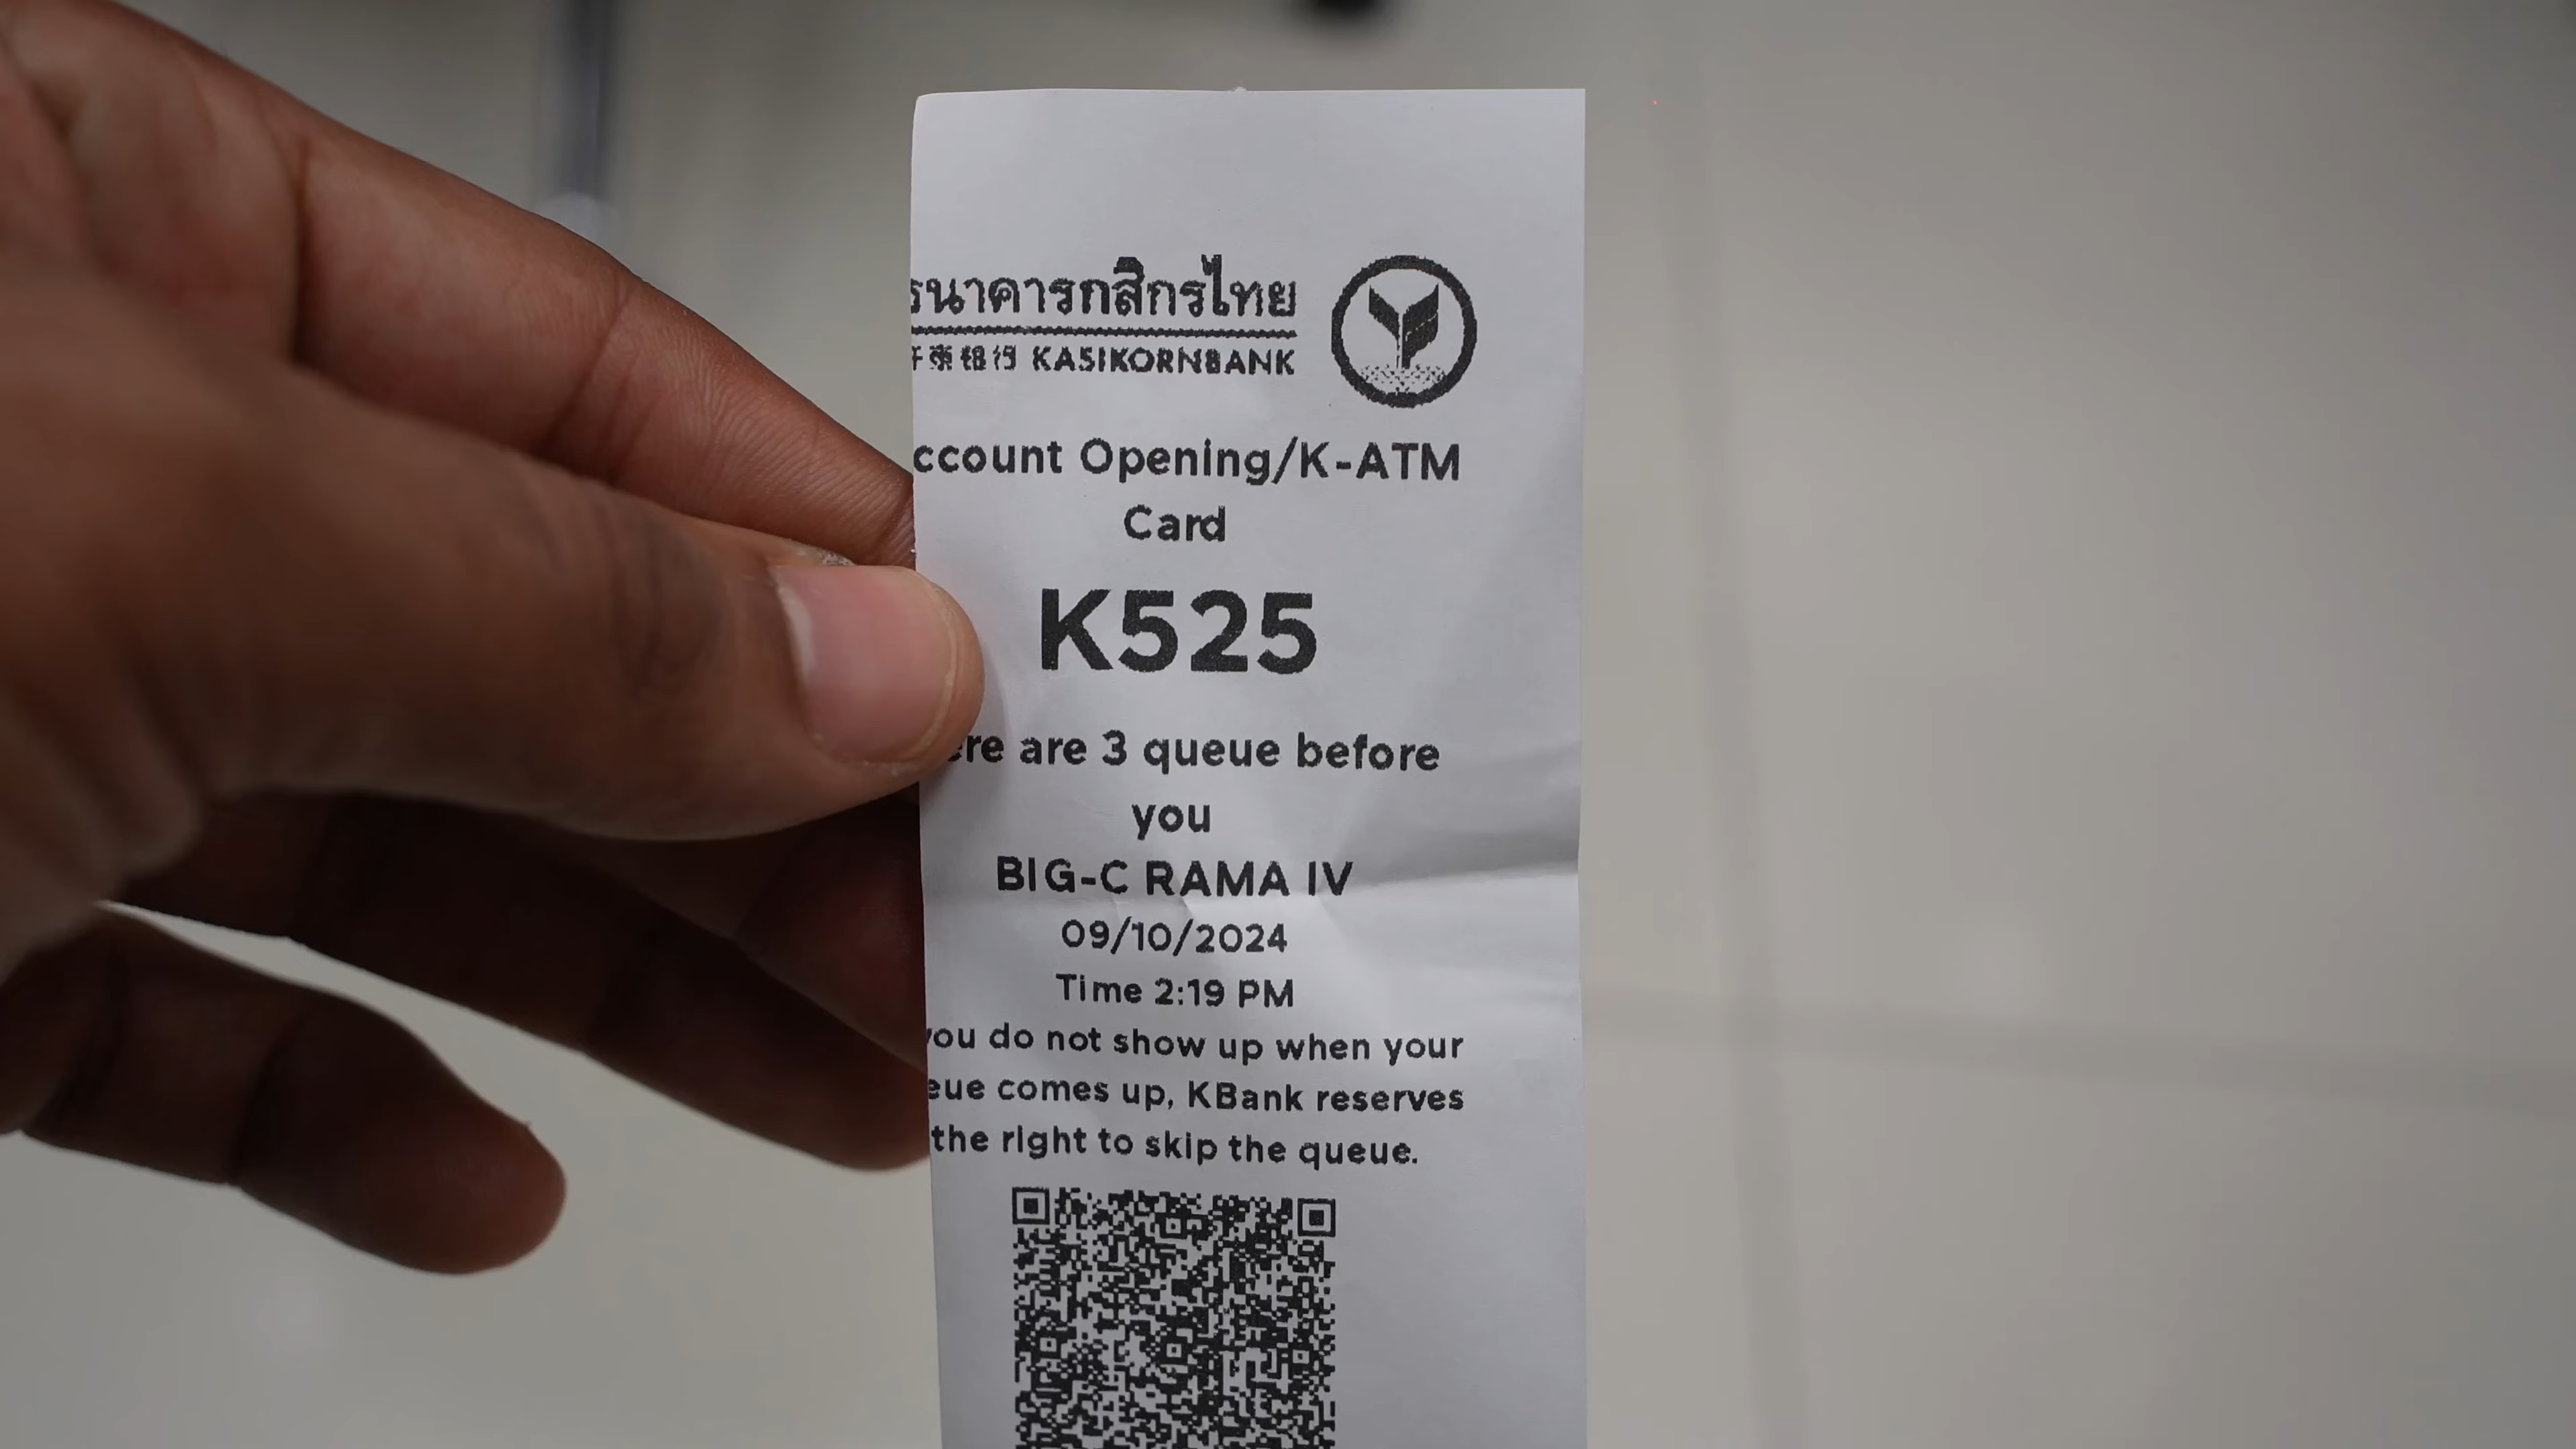 ธนาคารกสิกรไทย
KASIKORNBANK
ccount Opening/K-ATM
Card
K525
ere are 3 queue before
you
BIG-C RAMA IV
09/10/2024
Time 2:19 PM
you do not show up when your
eue comes up, KBank reserves
the right to skip the queue.